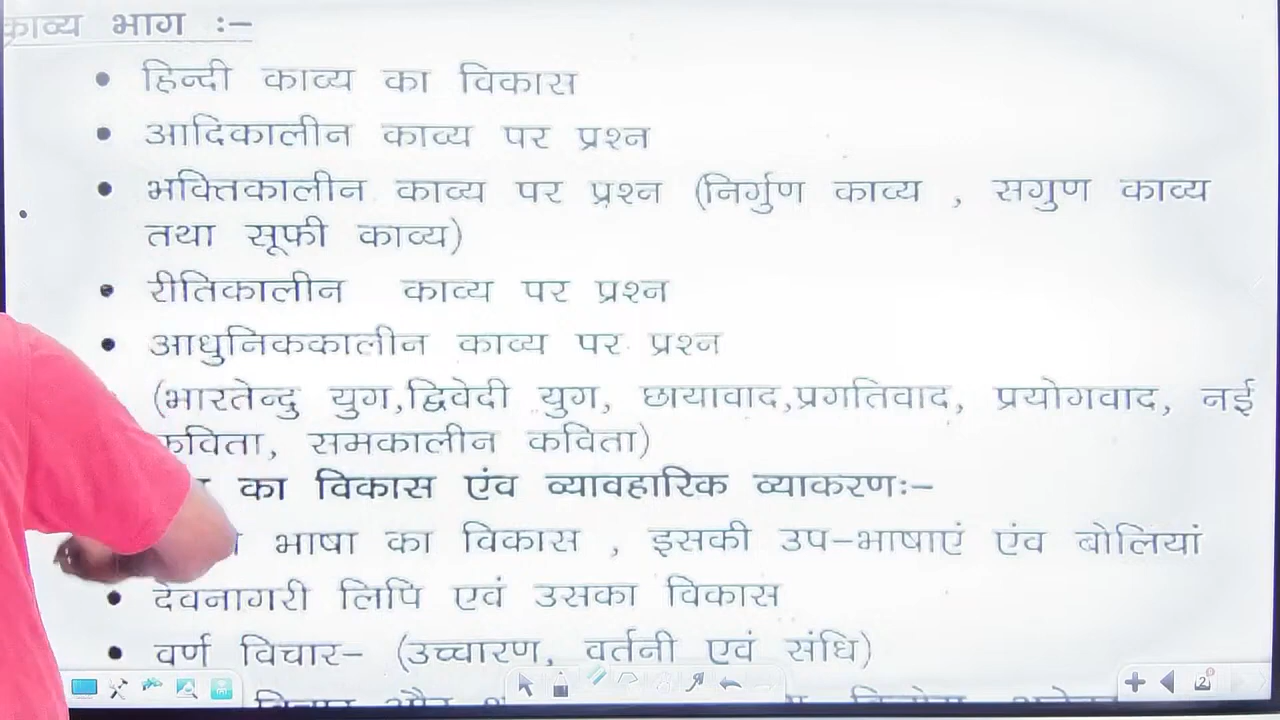 काव्य भाग :–
• हिन्दी काव्य का विकास
• आदिकालीन काव्य पर प्रश्न
• भक्तिकालीन काव्य पर प्रश्न (निर्गुण काव्य , सगुण काव्य
तथा सूफी काव्य)
• रीतिकालीन काव्य पर प्रश्न
• आधुनिककालीन काव्य पर प्रश्न
(भारतेन्दु युग,द्विवेदी युग, छायावाद,प्रगतिवाद, प्रयोगवाद, नई
कविता, समकालीन कविता)
का विकास एंव व्यावहारिक व्याकरणः–
भाषा का विकास , इसकी उप–भाषाएं एंव बोलियां
• देवनागरी लिपि एवं उसका विकास
• वर्ण विचार– (उच्चारण, वर्तनी एवं संधि)
2